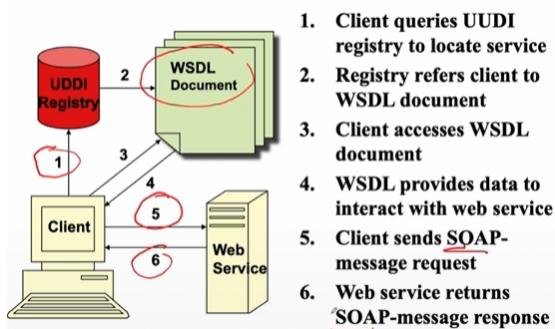 UDDI
Registry
2
WSDL
Document
1
3
4
Client
5
6
Web
Service
1. Client queries UUDI
registry to locate service
2. Registry refers client to
WSDL document
3. Client accesses WSDL
document
4. WSDL provides data to
interact with web service
5. Client sends SOAP-
message request
6. Web service returns
SOAP-message response